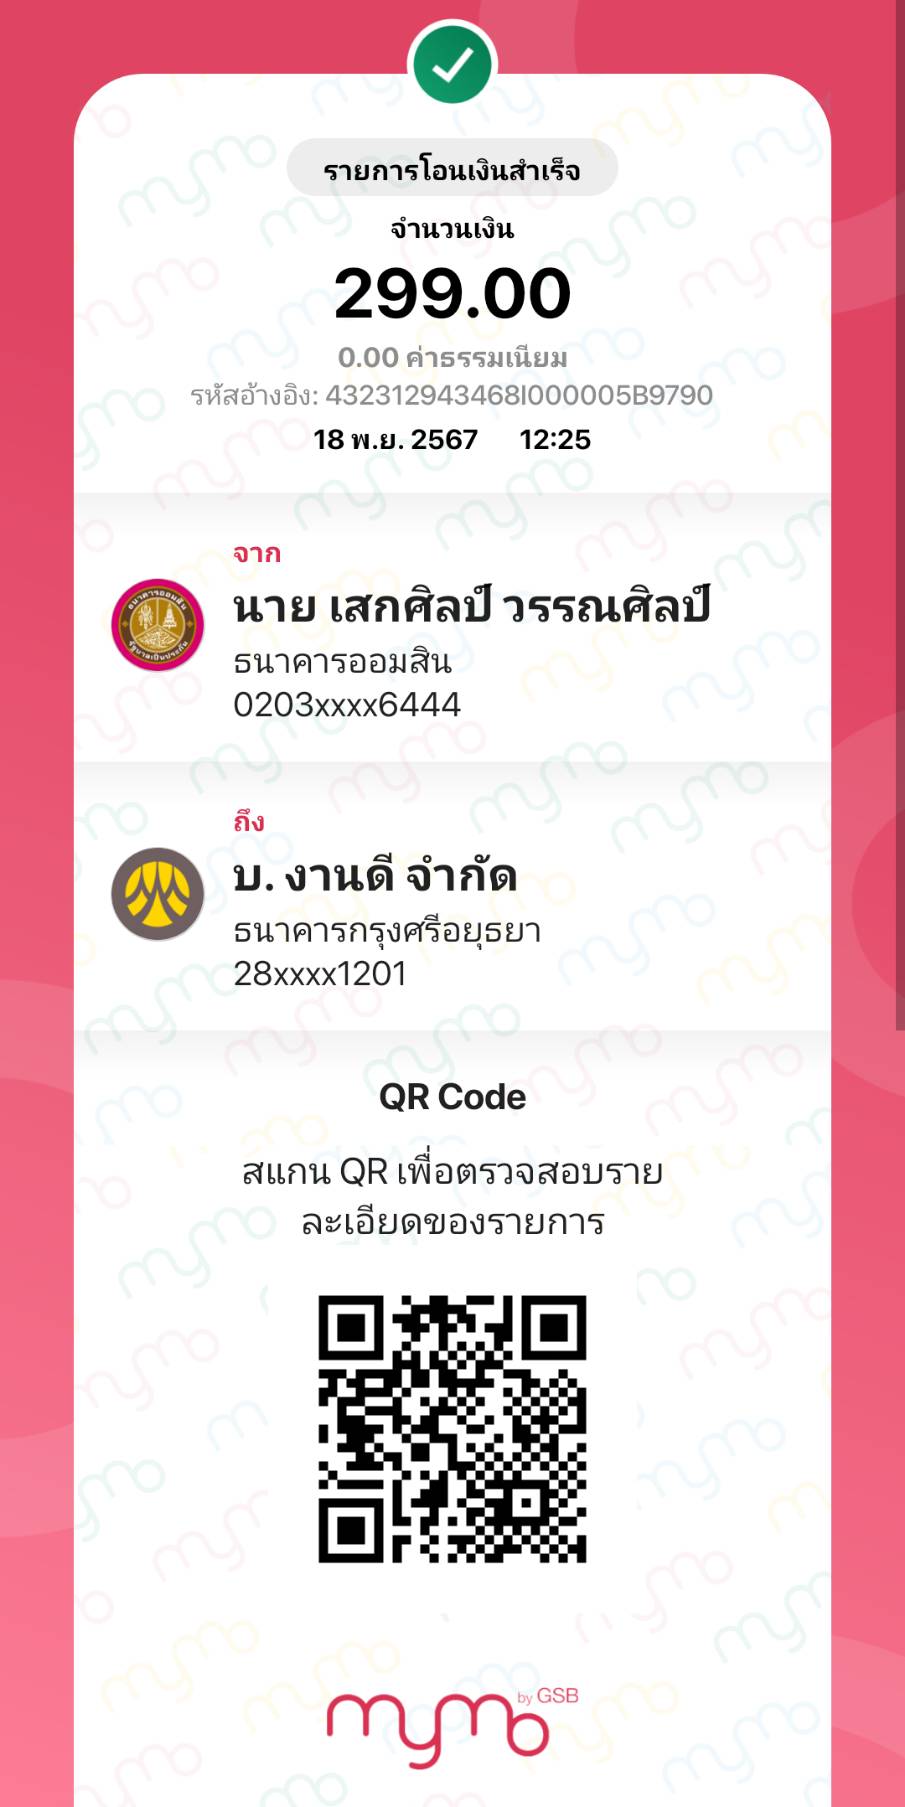 รายการโอนเงินสำเร็จ
จำนวนเงิน
299.00
0.00 ค่าธรรมเนียม
รหัสอ้างอิง: 432312943468I000005B9790
18 พ.ย. 2567 12:25
จาก
นาย เสกศิลป์ วรรณศิลป์
ธนาคารออมสิน
0203xxxx6444
ถึง
บ. งานดี จำกัด
ธนาคารกรุงศรีอยุธยา
28xxxx1201
QR Code
สแกน QR เพื่อตรวจสอบราย
ละเอียดของรายการ
mymo by GSB